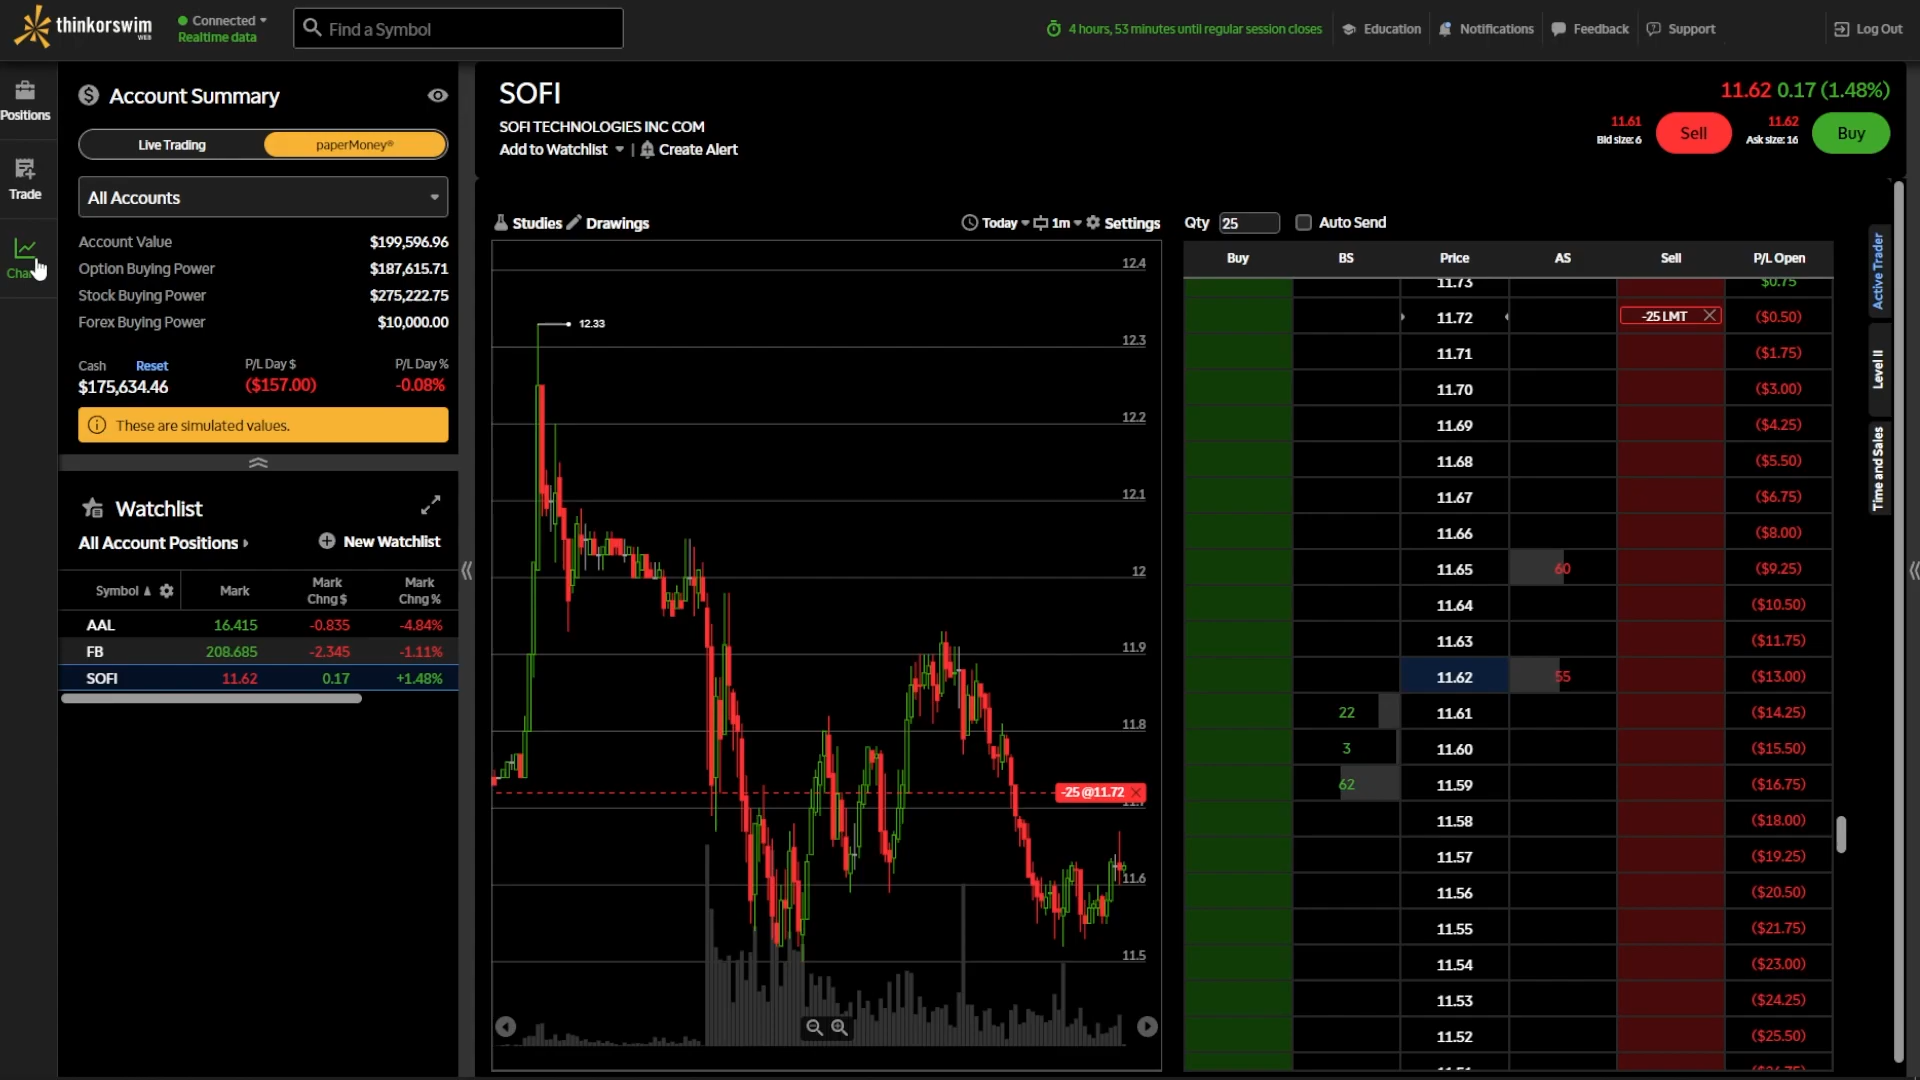 thinkorswim
WEB
Connected
Realtime data
Find a Symbol
4 hours, 53 minutes until regular session closes
Education
Notifications
Feedback
Support
Log Out
Positions
Trade
Account Summary
Live Trading
paperMoney®
All Accounts
Account Value $199,596.96
Option Buying Power $187,615.71
Stock Buying Power $275,222.75
Forex Buying Power $10,000.00
Cash Reset P/L Day $ P/L Day %
$175,634.46 ($157.00) -0.08%
These are simulated values.
Watchlist
All Account Positions New Watchlist
Symbol Mark Mark Chng $ Mark Chng %
AAL 16.415 -0.835 -4.84%
FB 208.685 -2.345 -1.11%
SOFI 11.62 0.17 +1.48%
SOFI
SOFI TECHNOLOGIES INC COM
Add to Watchlist | Create Alert
11.62 0.17 (1.48%)
11.61
Bid size: 6
Sell
11.62
Ask size: 16
Buy
Studies Drawings Today 1m Settings
12.4
12.33
12.3
12.2
12.1
12
11.9
11.8
-25 @11.72
11.6
11.5
Qty 25 Auto Send
Buy BS Price AS Sell P/L Open
11.73 $0.75
11.72 -25 LMT ($0.50)
11.71 ($1.75)
11.70 ($3.00)
11.69 ($4.25)
11.68 ($5.50)
11.67 ($6.75)
11.66 ($8.00)
11.65 60 ($9.25)
11.64 ($10.50)
11.63 ($11.75)
11.62 55 ($13.00)
22 11.61 ($14.25)
3 11.60 ($15.50)
62 11.59 ($16.75)
11.58 ($18.00)
11.57 ($19.25)
11.56 ($20.50)
11.55 ($21.75)
11.54 ($23.00)
11.53 ($24.25)
11.52 ($25.50)
Active Trader
Level II
Time and Sales